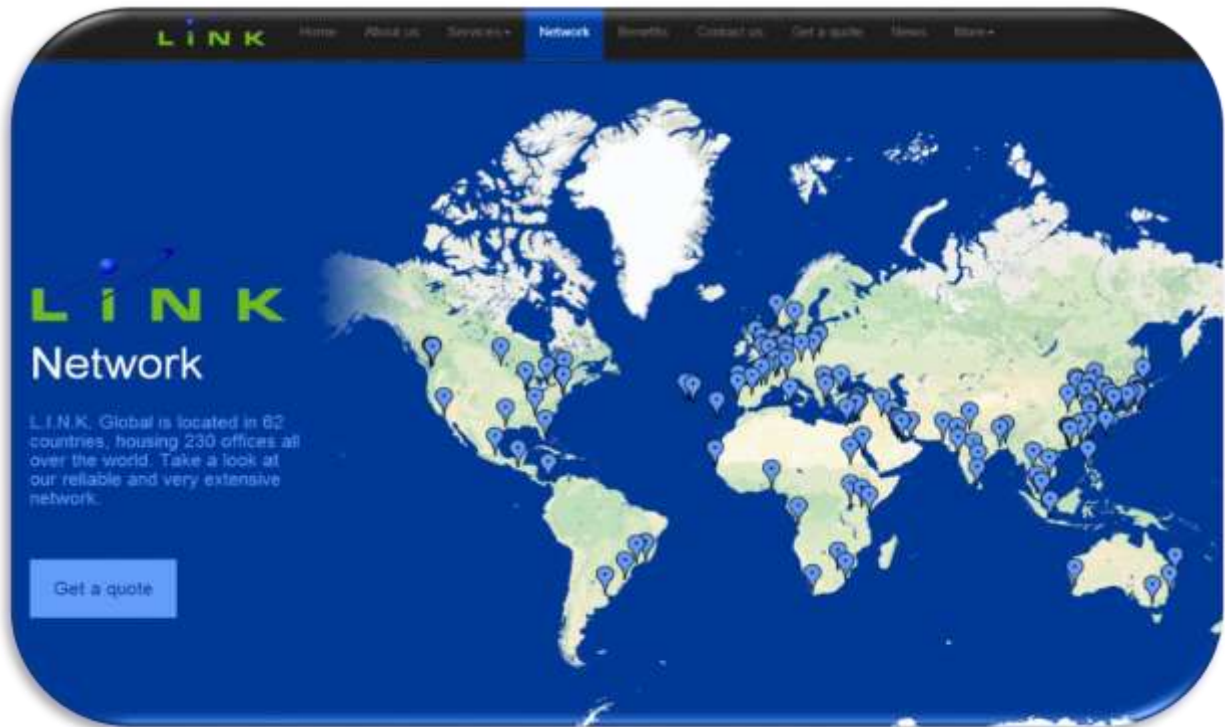 LiNK Home About us Services Network Benefits Contact us Get a quote News More
LiNK
Network
L.I.N.K. Global is located in 62
countries, housing 230 offices all
over the world. Take a look at
our reliable and very extensive
network.
Get a quote